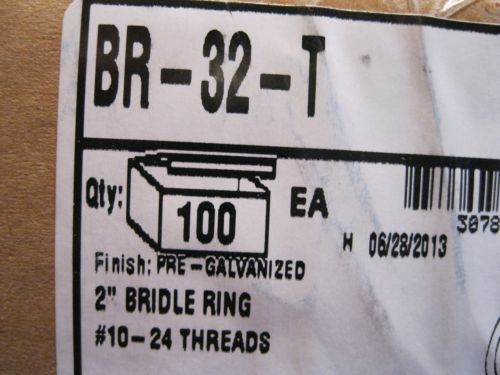 BR-32-T
Qty: 100 EA
3078
H 06/28/2013
Finish: PRE-GALVANIZED
2" BRIDLE RING
#10-24 THREADS